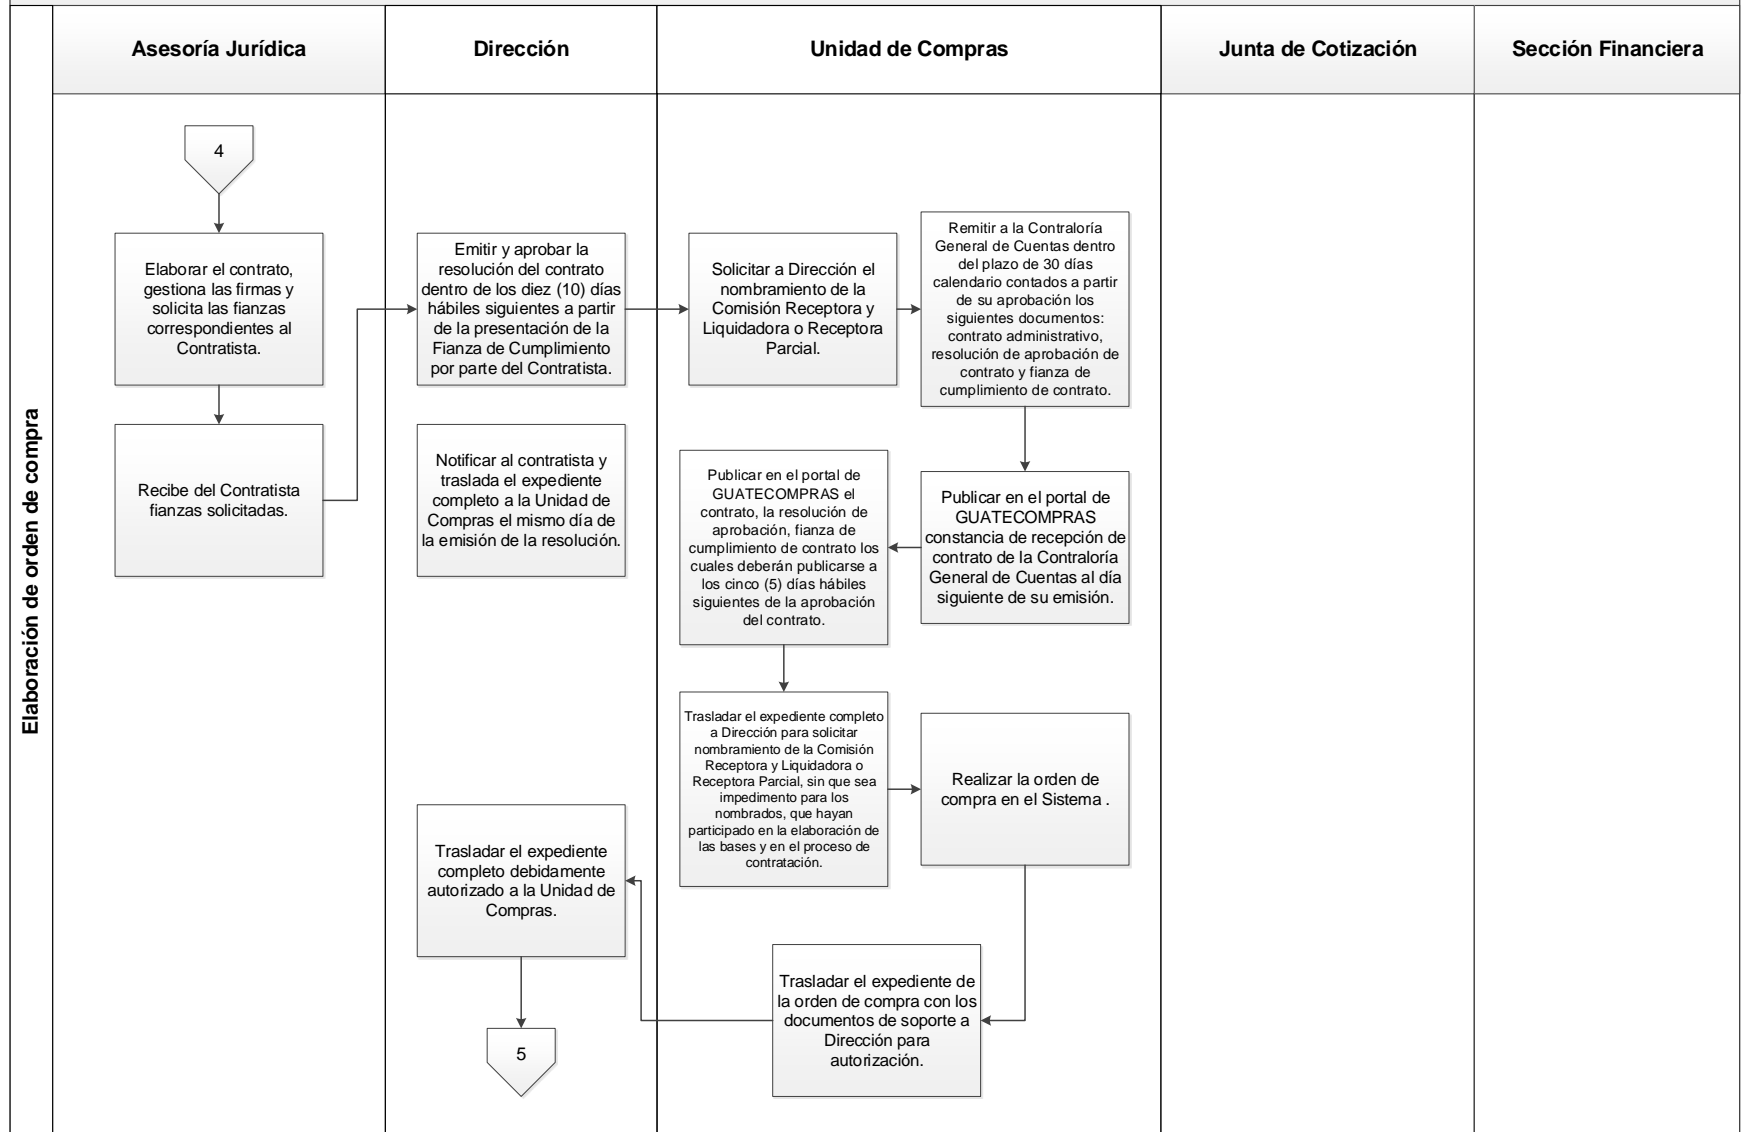 Asesoría Jurídica
Dirección
Unidad de Compras
Junta de Cotización
Sección Financiera
Elaboración de orden de compra
4
Elaborar el contrato,
gestiona las firmas y
solicita las fianzas
correspondientes al
Contratista.
Recibe del Contratista
fianzas solicitadas.
Emitir y aprobar la
resolución del contrato
dentro de los diez (10) días
hábiles siguientes a partir
de la presentación de la
Fianza de Cumplimiento
por parte del Contratista.
Notificar al contratista y
traslada el expediente
completo a la Unidad de
Compras el mismo día de
la emisión de la resolución.
Solicitar a Dirección el
nombramiento de la
Comisión Receptora y
Liquidadora o Receptora
Parcial.
Remitir a la Contraloría
General de Cuentas dentro
del plazo de 30 días
calendario contados a partir
de su aprobación los
siguientes documentos:
contrato administrativo,
resolución de aprobación de
contrato y fianza de
cumplimiento de contrato.
Publicar en el portal de
GUATECOMPRAS
constancia de recepción de
contrato de la Contraloría
General de Cuentas al día
siguiente de su emisión.
Publicar en el portal de
GUATECOMPRAS el
contrato, la resolución de
aprobación, fianza de
cumplimiento de contrato los
cuales deberán publicarse a
los cinco (5) días hábiles
siguientes de la aprobación
del contrato.
Trasladar el expediente completo
a Dirección para solicitar
nombramiento de la Comisión
Receptora y Liquidadora o
Receptora Parcial, sin que sea
impedimento para los
nombrados, que hayan
participado en la elaboración de
las bases y en el proceso de
contratación.
Realizar la orden de
compra en el Sistema .
Trasladar el expediente de
la orden de compra con los
documentos de soporte a
Dirección para
autorización.
Trasladar el expediente
completo debidamente
autorizado a la Unidad de
Compras.
5